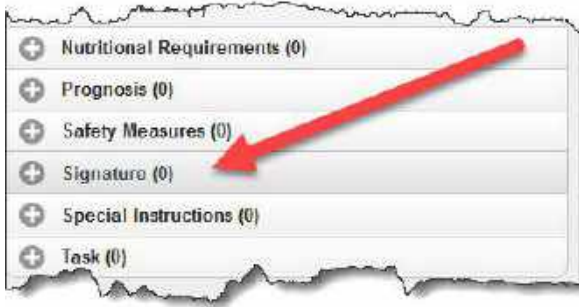 Nutritional Requirements (0)
Prognosis (0)
Safety Measures (0)
Signature (0)
Special Instructions (0)
Task (0)